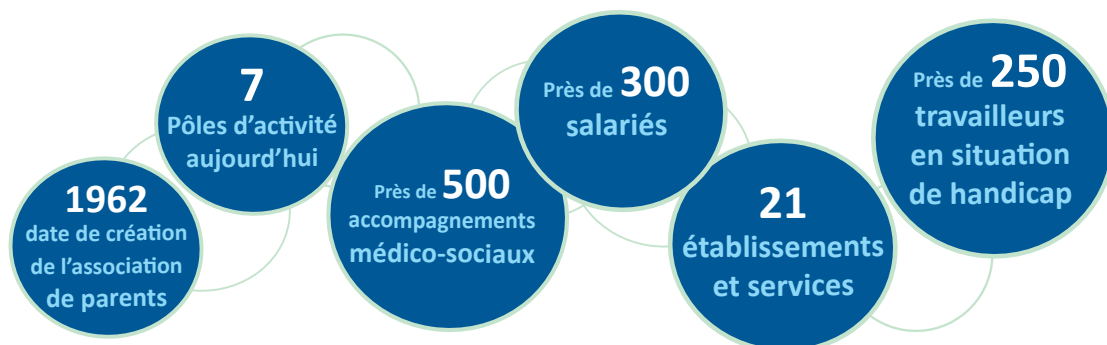 1962
date de création
de l'association
de parents
7
Pôles d'activité
aujourd'hui
Près de 500
accompagnements
médico-sociaux
Près de 300
salariés
21
établissements
et services
Près de 250
travailleurs
en situation
de handicap